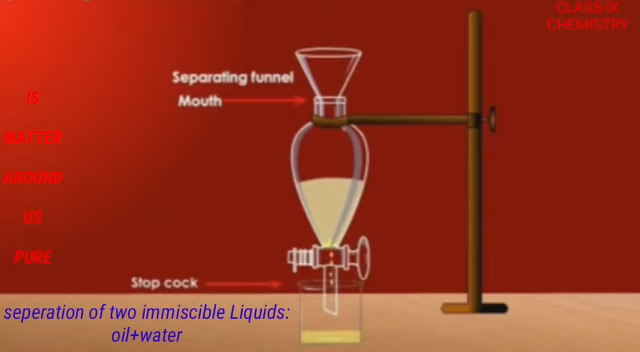 CLASS-IX
CHEMISTRY
Separating funnel
Mouth
IS
MATTER
AROUND
US
PURE
Stop cock
seperation of two immiscible Liquids:
oil+water